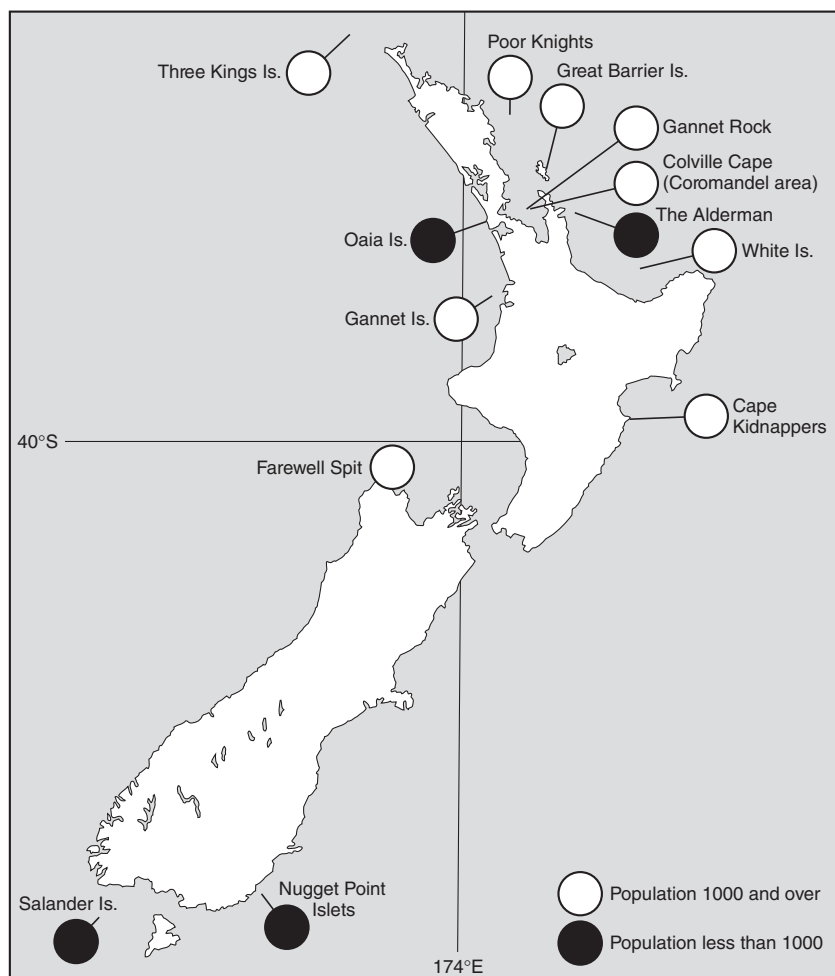 Poor Knights
Three Kings Is.
Great Barrier Is.
Gannet Rock
Colville Cape
(Coromandel area)
The Alderman
Oaia Is.
White Is.
Gannet Is.
Cape
Kidnappers
40°S
Farewell Spit
Salander Is.
Nugget Point
Islets
Population 1000 and over
Population less than 1000
174°E